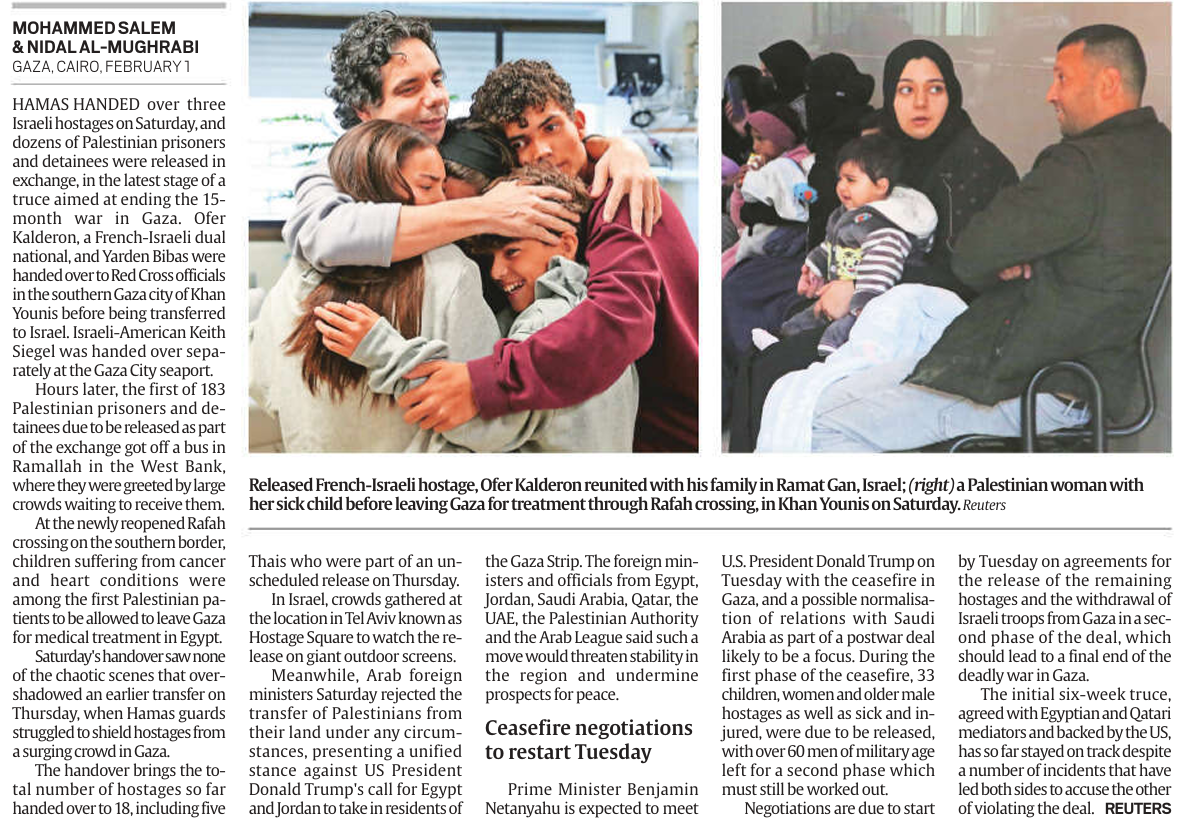 MOHAMMED SALEM
& NIDAL AL-MUGHRABI
GAZA, CAIRO, FEBRUARY 1
HAMAS HANDED over three
Israeli hostages on Saturday, and
dozens of Palestinian prisoners
and detainees were released in
exchange, in the latest stage of a
truce aimed at ending the 15-
month war in Gaza. Ofer
Kalderon, a French-Israeli dual
national, and Yarden Bibas were
handed over to Red Cross officials
in the southern Gaza city of Khan
Younis before being transferred
to Israel. Israeli-American Keith
Siegel was handed over sepa-
rately at the Gaza City seaport.
Hours later, the first of 183
Palestinian prisoners and de-
tainees due to be released as part
of the exchange got off a bus in
Ramallah in the West Bank,
where they were greeted by large
crowds waiting to receive them.
At the newly reopened Rafah
crossing on the southern border,
children suffering from cancer
and heart conditions were
among the first Palestinian pa-
tients to be allowed to leave Gaza
for medical treatment in Egypt.
Saturday's handover saw none
of the chaotic scenes that over-
shadowed an earlier transfer on
Thursday, when Hamas guards
struggled to shield hostages from
a surging crowd in Gaza.
The handover brings the to-
tal number of hostages so far
handed over to 18, including five
Released French-Israeli hostage, Ofer Kalderon reunited with his family in Ramat Gan, Israel; (right) a Palestinian woman with
her sick child before leaving Gaza for treatment through Rafah crossing, in Khan Younis on Saturday. Reuters
Thais who were part of an un-
scheduled release on Thursday.
In Israel, crowds gathered at
the location in Tel Aviv known as
Hostage Square to watch the re-
lease on giant outdoor screens.
Meanwhile, Arab foreign
ministers Saturday rejected the
transfer of Palestinians from
their land under any circum-
stances, presenting a unified
stance against US President
Donald Trump's call for Egypt
and Jordan to take in residents of
the Gaza Strip. The foreign min-
isters and officials from Egypt,
Jordan, Saudi Arabia, Qatar, the
UAE, the Palestinian Authority
and the Arab League said such a
move would threaten stability in
the region and undermine
prospects for peace.
Ceasefire negotiations
to restart Tuesday
Prime Minister Benjamin
Netanyahu is expected to meet
U.S. President Donald Trump on
Tuesday with the ceasefire in
Gaza, and a possible normalisa-
tion of relations with Saudi
Arabia as part of a postwar deal
likely to be a focus. During the
first phase of the ceasefire, 33
children, women and older male
hostages as well as sick and in-
jured, were due to be released,
with over 60 men of military age
left for a second phase which
must still be worked out.
Negotiations are due to start
by Tuesday on agreements for
the release of the remaining
hostages and the withdrawal of
Israeli troops from Gaza in a sec-
ond phase of the deal, which
should lead to a final end of the
deadly war in Gaza.
The initial six-week truce,
agreed with Egyptian and Qatari
mediators and backed by the US,
has so far stayed on track despite
a number of incidents that have
led both sides to accuse the other
of violating the deal. REUTERS